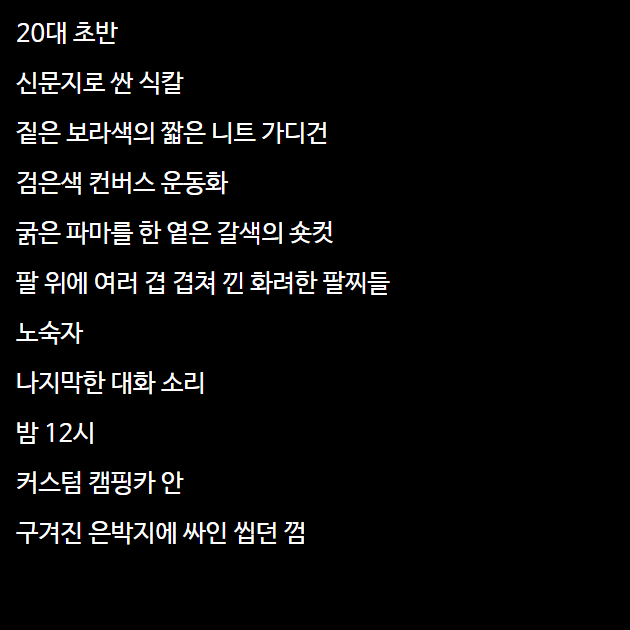 20대 초반
신문지로 싼 식칼
짙은 보라색의 짧은 니트 가디건
검은색 컨버스 운동화
굵은 파마를 한 옅은 갈색의 숏컷
팔 위에 여러 겹 겹쳐 낀 화려한 팔찌들
노숙자
나지막한 대화 소리
밤 12시
커스텀 캠핑카 안
구겨진 은박지에 싸인 씹던 껌